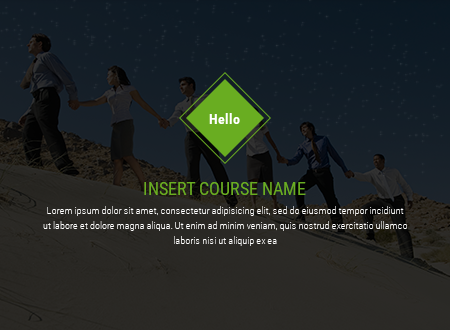 Hello
INSERT COURSE NAME
Lorem ipsum dolor sit amet, consectetur adipisicing elit, sed do eiusmod tempor incidiunt
ut labore et dolore magna aliqua. Ut enim ad minim veniam, quis nostrud exercitatio ullamco
laboris nisi ut aliquip ex ea